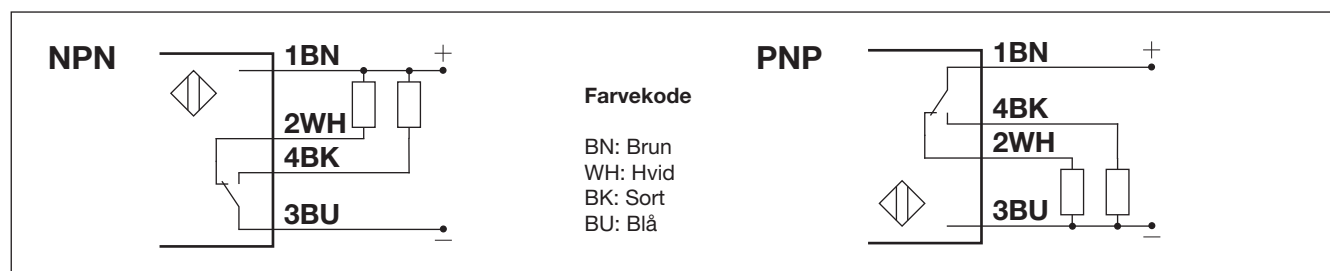 NPN
1BN
+
2WH
4BK
3BU
–
Farvekode
BN: Brun
WH: Hvid
BK: Sort
BU: Blå
PNP
1BN
+
4BK
2WH
3BU
–